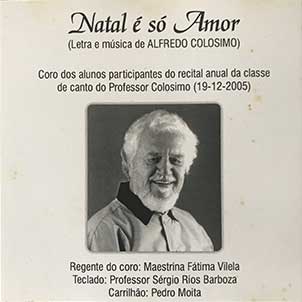 Natal é só Amor
(Letra e música de ALFREDO COLOSIMO)
Coro dos alunos participantes do recital anual da classe
de canto do Professor Colosimo (19-12-2005)
Regente do coro: Maestrina Fátima Vilela
Teclado: Professor Sérgio Rios Barboza
Carrilhão: Pedro Moita